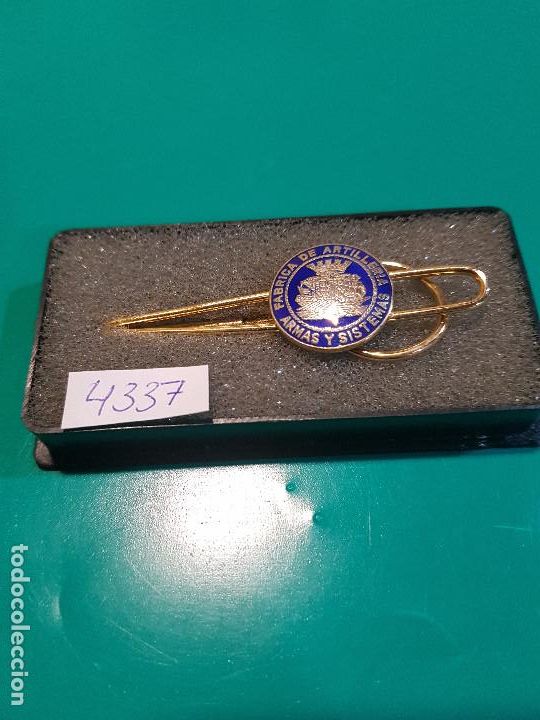 FABRICA DE ARTILLERIA
ARMAS Y SISTEMAS
4337
todocoleccion